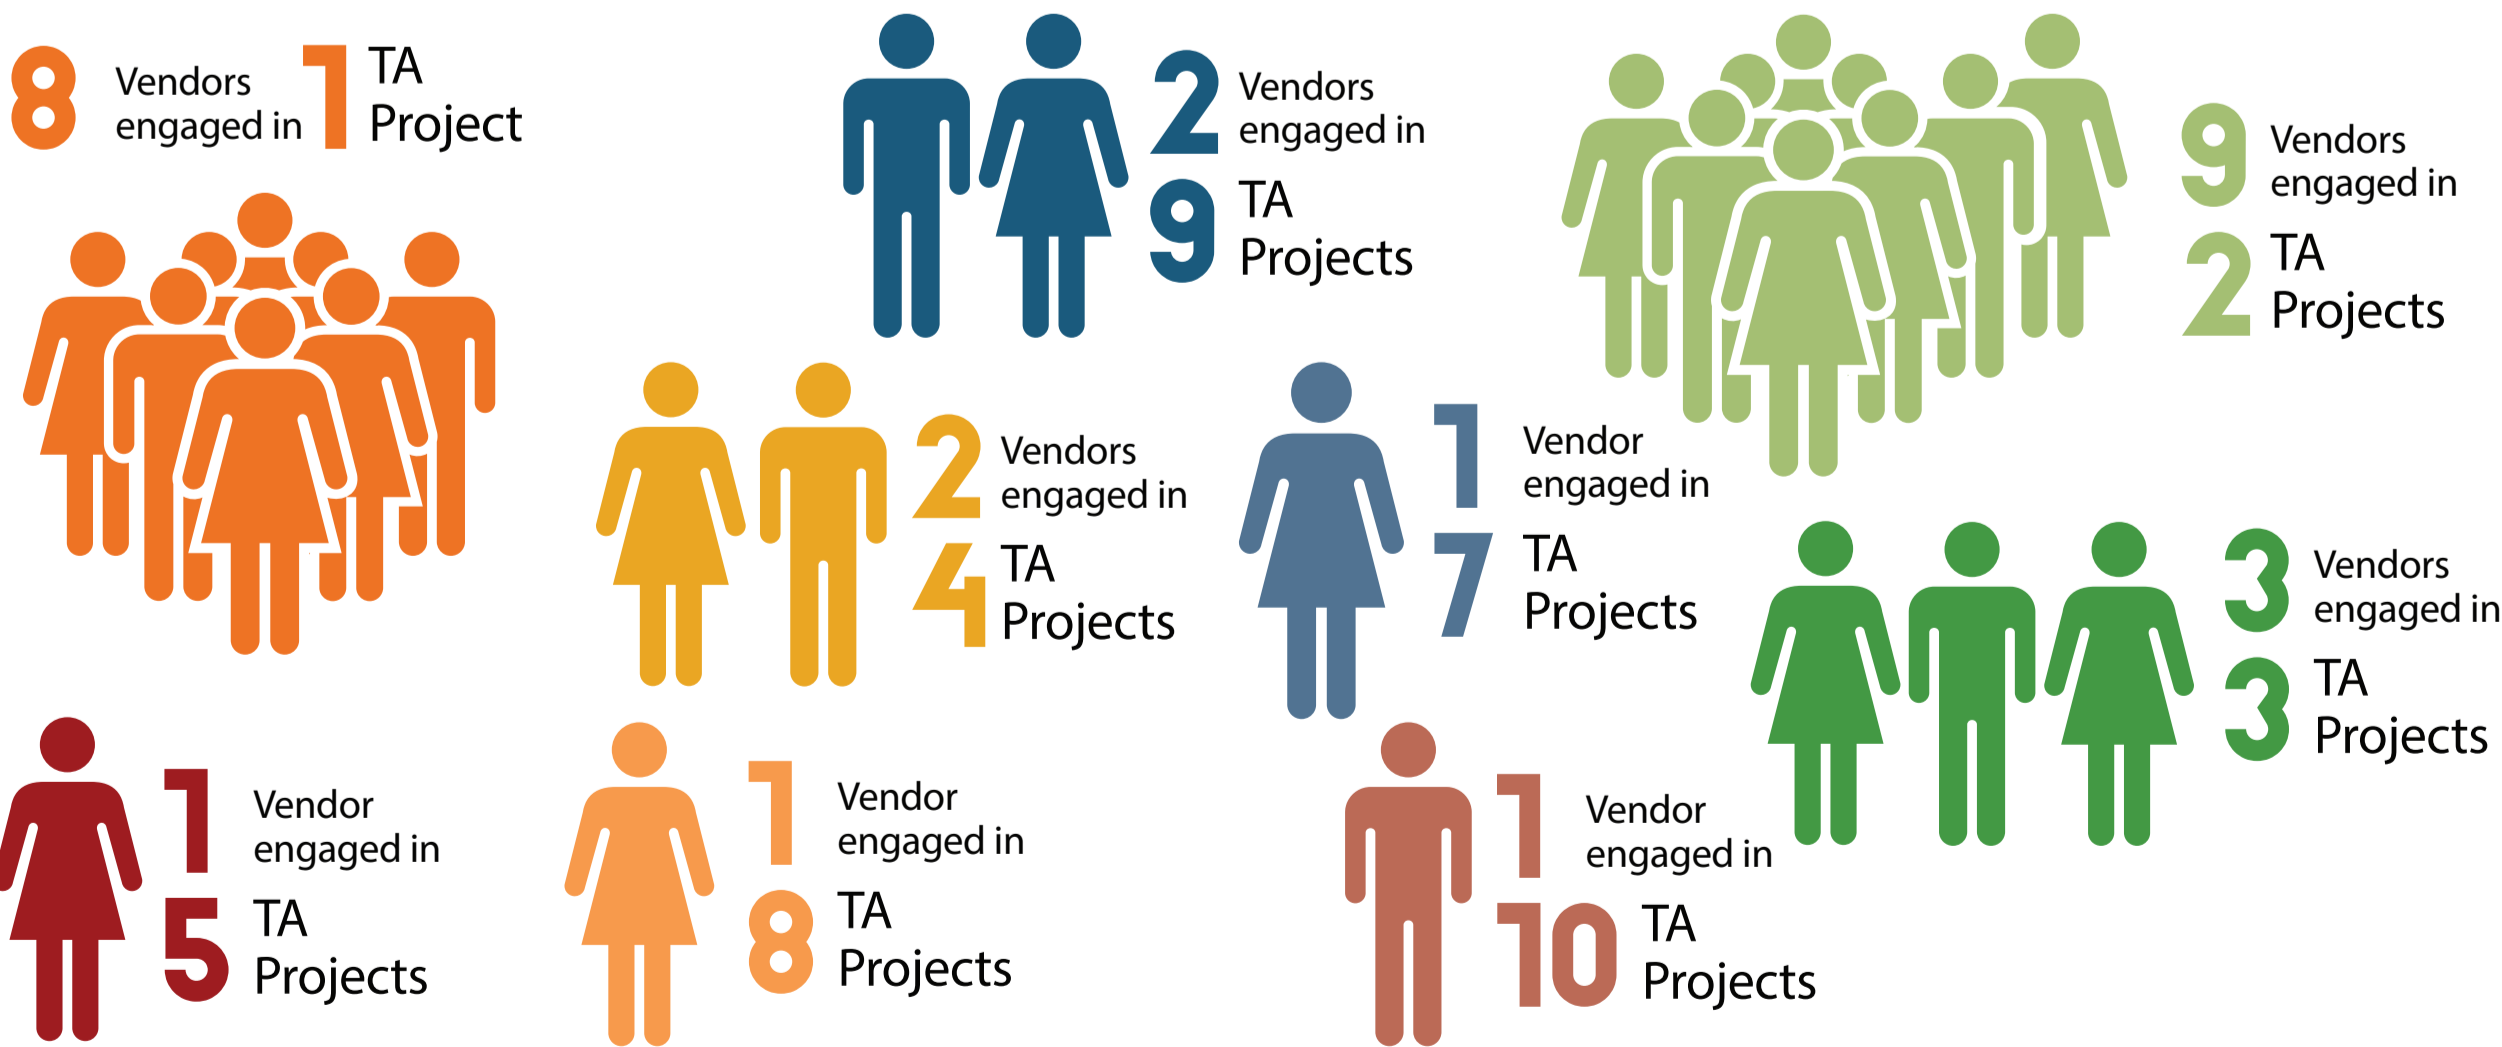 8 Vendors engaged in 1 TA Project
2 Vendors
engaged in
9 TA
Projects
9 Vendors
engaged in
2 TA
Projects
2 Vendors
engaged in
4 TA
Projects
1 Vendor
engaged in
7 TA
Projects
3 Vendors
engaged in
3 TA
Projects
1 Vendor
engaged in
5 TA
Projects
1 Vendor
engaged in
8 TA
Projects
1 Vendor
engaged in
10 TA
Projects